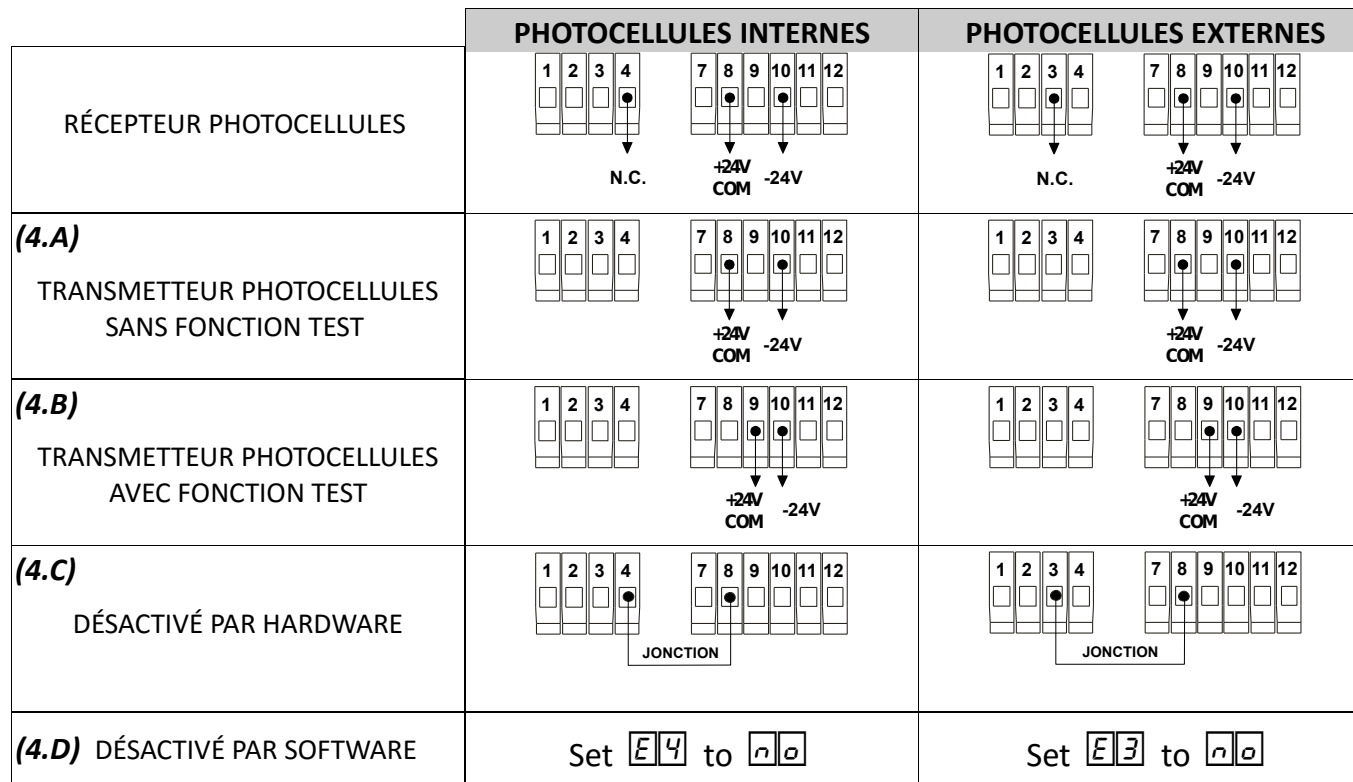 PHOTOCELLULES INTERNES PHOTOCELLULES EXTERNES
RÉCEPTEUR PHOTOCELLULES
1 2 3 4 7 8 9 10 11 12
N.C. +24V COM -24V
1 2 3 4 7 8 9 10 11 12
N.C. +24V COM -24V
(4.A)
TRANSMETTEUR PHOTOCELLULES
SANS FONCTION TEST
1 2 3 4 7 8 9 10 11 12
+24V COM -24V
1 2 3 4 7 8 9 10 11 12
+24V COM -24V
(4.B)
TRANSMETTEUR PHOTOCELLULES
AVEC FONCTION TEST
1 2 3 4 7 8 9 10 11 12
+24V COM -24V
1 2 3 4 7 8 9 10 11 12
+24V COM -24V
(4.C)
DÉSACTIVÉ PAR HARDWARE
1 2 3 4 7 8 9 10 11 12
JONCTION
1 2 3 4 7 8 9 10 11 12
JONCTION
(4.D) DÉSACTIVÉ PAR SOFTWARE
Set E4 to no
Set E3 to no